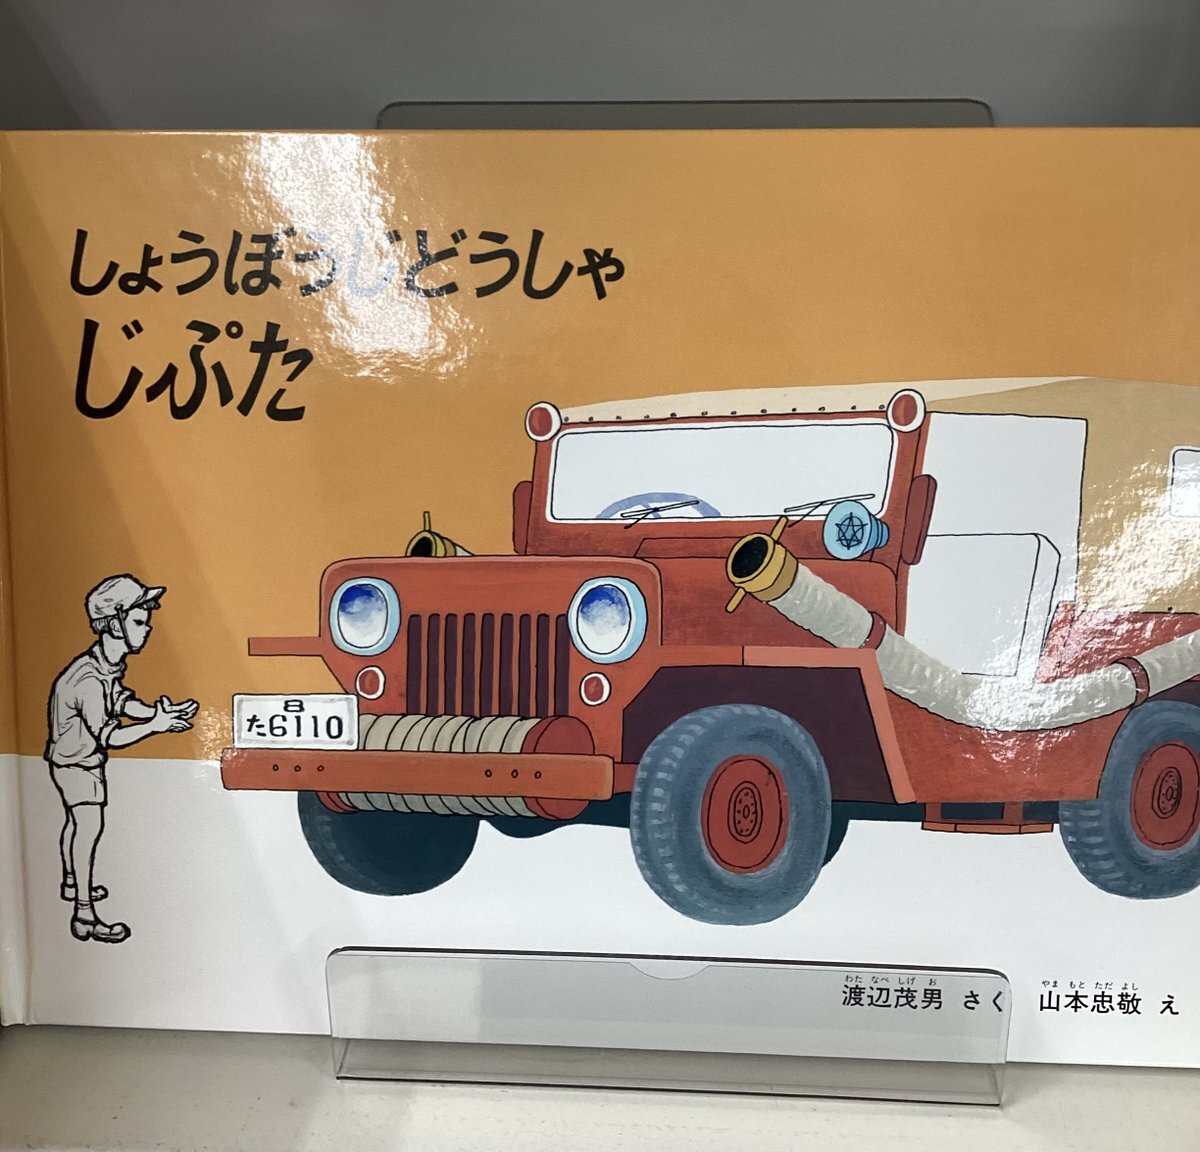 しょうぼうじどうしゃ
じぷた
8
た6110
わた なべ しげ お
渡辺茂男 さく
やま もと ただ よし
山本忠敬 え